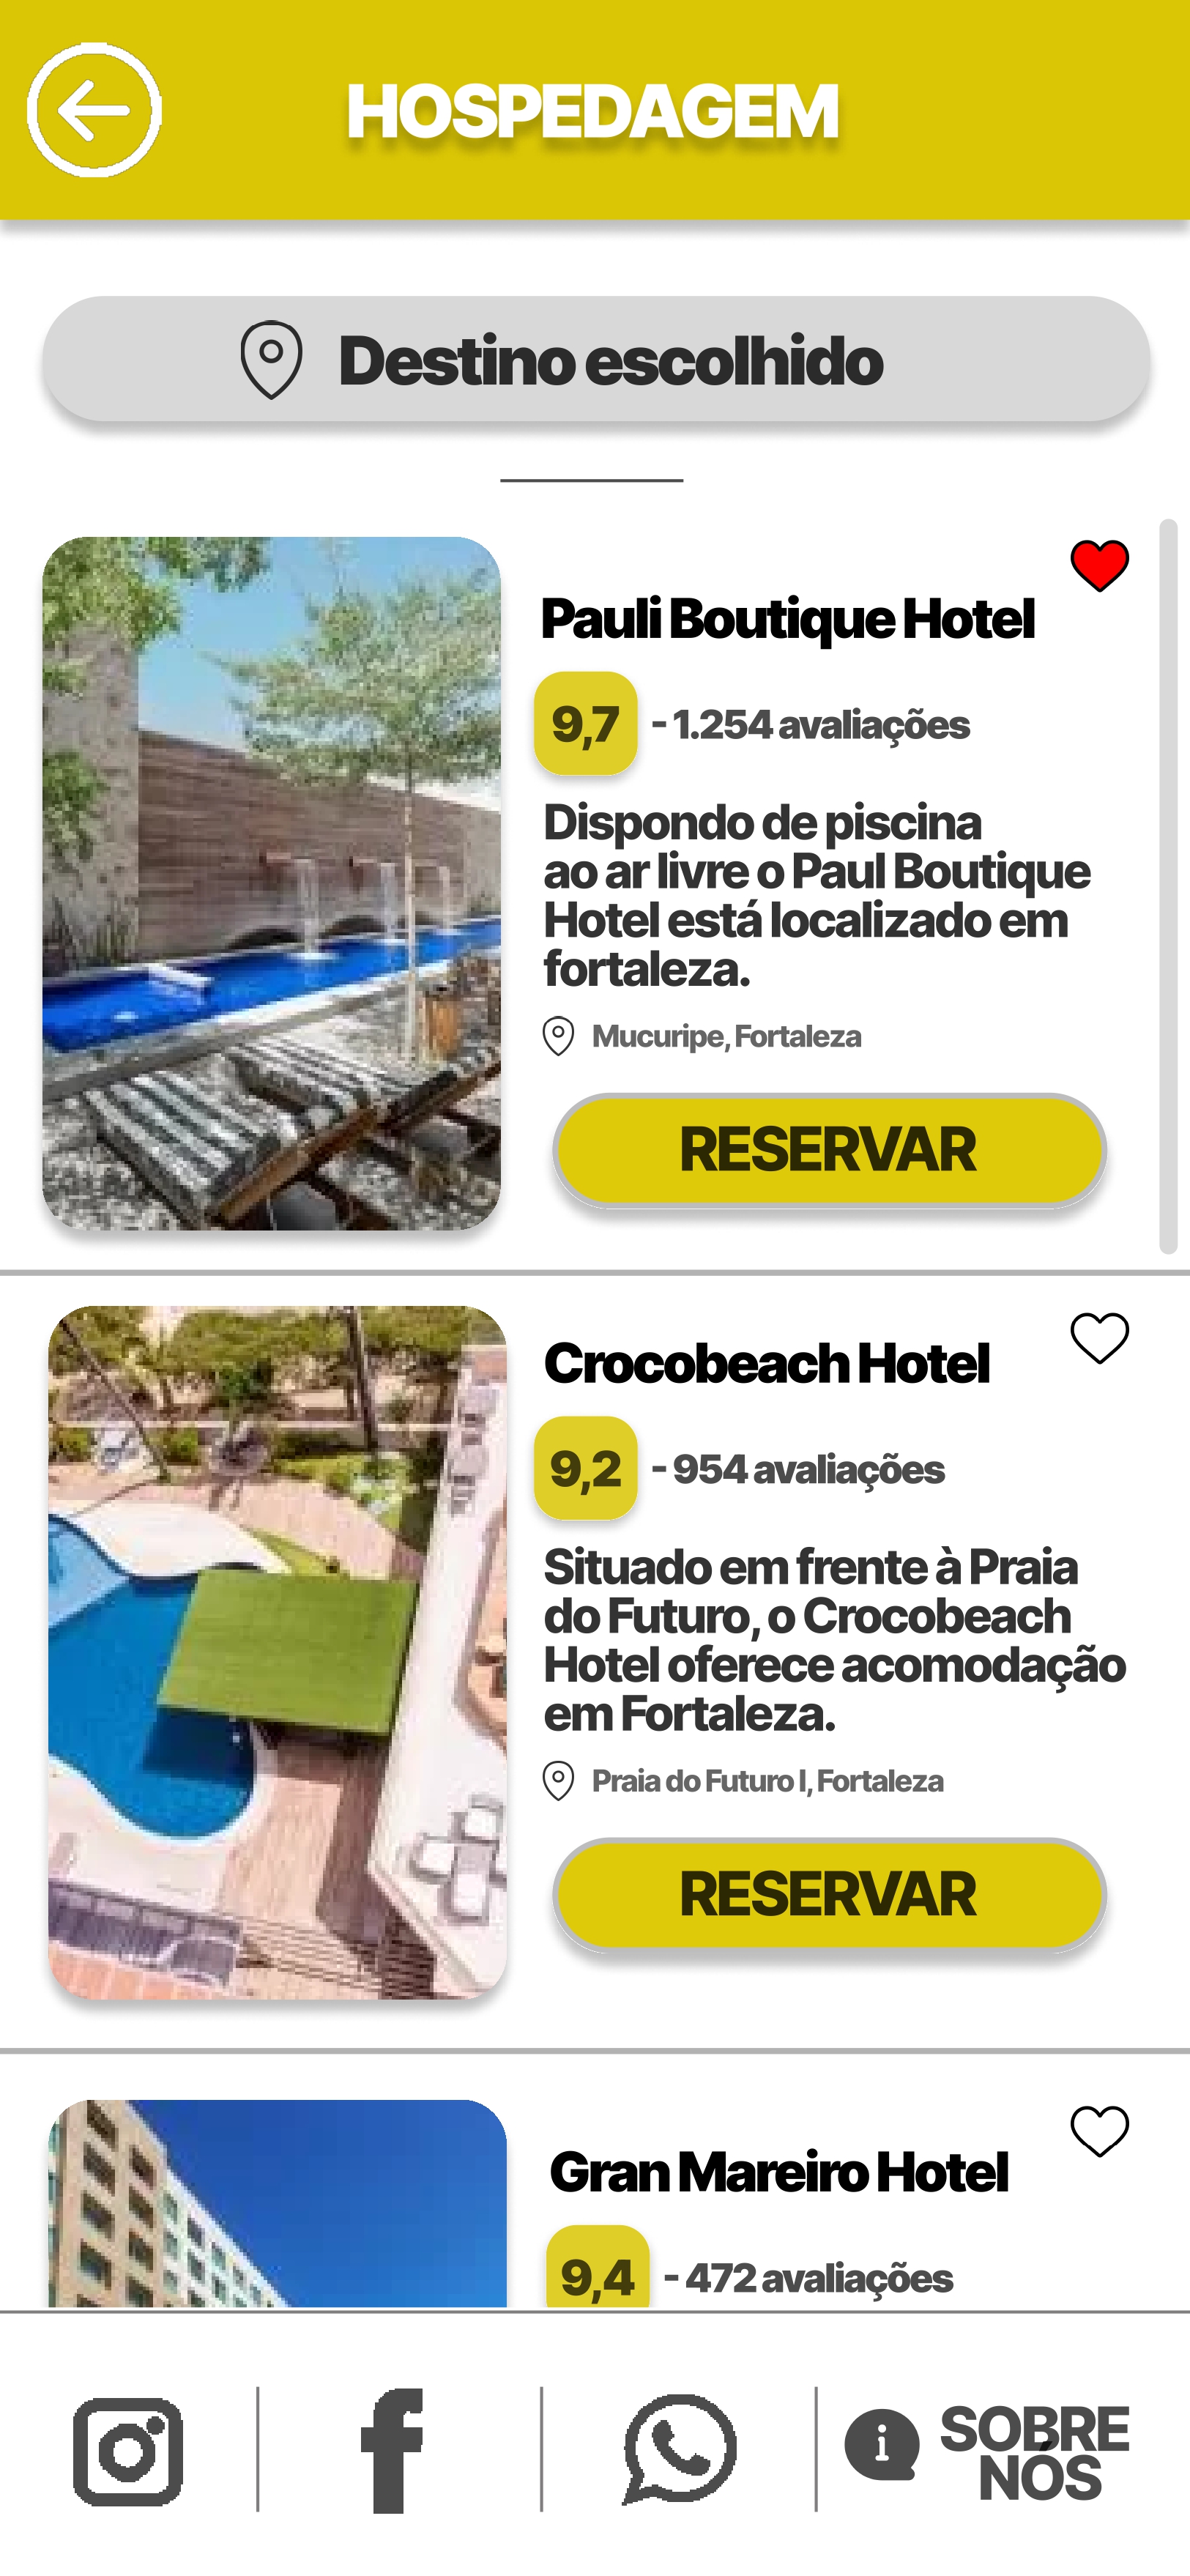 HOSPEDAGEM
Destino escolhido
Pauli Boutique Hotel
9,7 - 1.254 avaliações
Dispondo de piscina
ao ar livre o Paul Boutique
Hotel está localizado em
fortaleza.
Mucuripe, Fortaleza
RESERVAR
Crocobeach Hotel
9,2 - 954 avaliações
Situado em frente à Praia
do Futuro, o Crocobeach
Hotel oferece acomodação
em Fortaleza.
Praia do Futuro I, Fortaleza
RESERVAR
Gran Mareiro Hotel
9,4 - 472 avaliações
SOBRE
NÓS